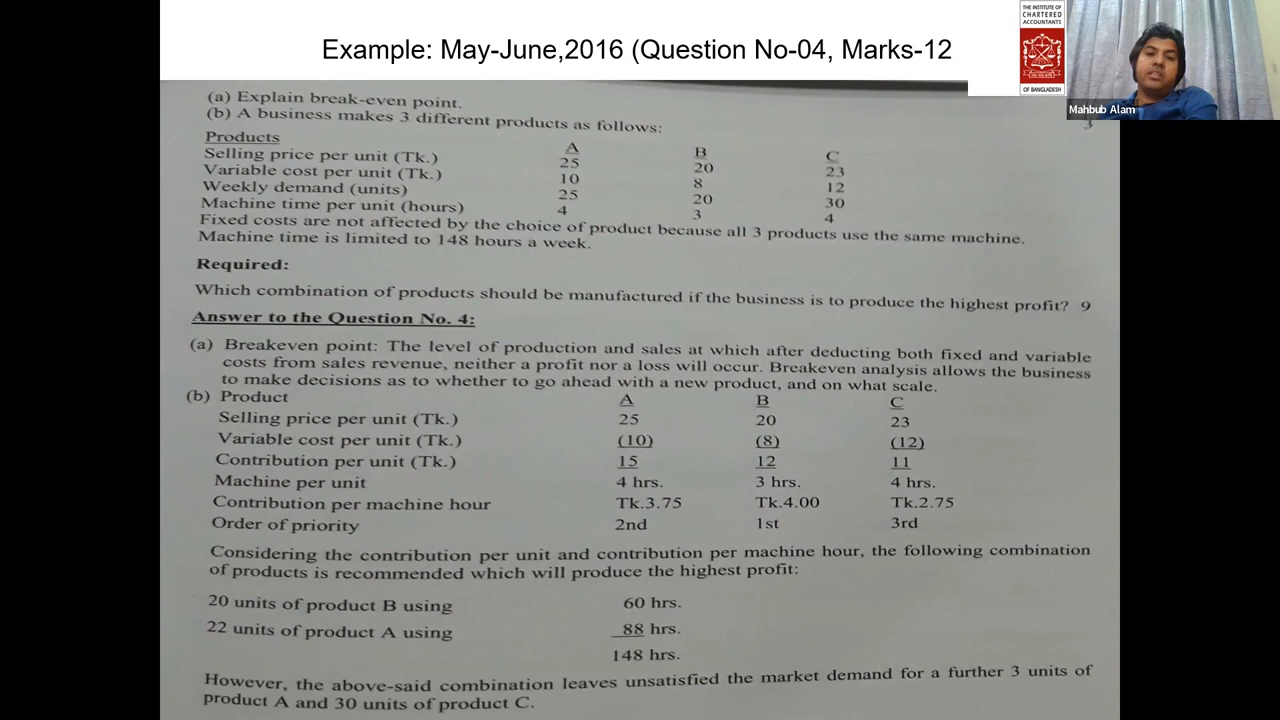 Example: May-June,2016 (Question No-04, Marks-12
THE INSTITUTE OF
CHARTERED
ACCOUNTANTS
OF BANGLADESH
Mahbub Alam
(a) Explain break-even point. 3
(b) A business makes 3 different products as follows:
Products A B C
Selling price per unit (Tk.) 25 20 23
Variable cost per unit (Tk.) 10 8 12
Weekly demand (units) 25 20 30
Machine time per unit (hours) 4 3 4
Fixed costs are not affected by the choice of product because all 3 products use the same machine.
Machine time is limited to 148 hours a week.
Required:
Which combination of products should be manufactured if the business is to produce the highest profit? 9
Answer to the Question No. 4:
(a) Breakeven point: The level of production and sales at which after deducting both fixed and variable
costs from sales revenue, neither a profit nor a loss will occur. Breakeven analysis allows the business
to make decisions as to whether to go ahead with a new product, and on what scale.
(b) Product A B C
Selling price per unit (Tk.) 25 20 23
Variable cost per unit (Tk.) (10) (8) (12)
Contribution per unit (Tk.) 15 12 11
Machine per unit 4 hrs. 3 hrs. 4 hrs.
Contribution per machine hour Tk.3.75 Tk.4.00 Tk.2.75
Order of priority 2nd 1st 3rd
Considering the contribution per unit and contribution per machine hour, the following combination
of products is recommended which will produce the highest profit:
20 units of product B using 60 hrs.
22 units of product A using 88 hrs.
148 hrs.
However, the above-said combination leaves unsatisfied the market demand for a further 3 units of
product A and 30 units of product C.